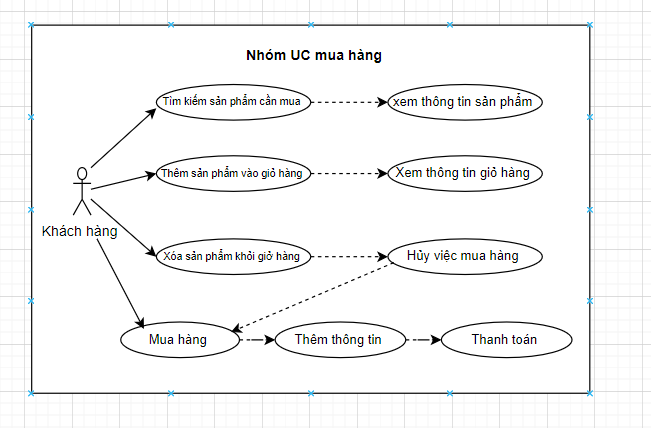 Nhóm UC mua hàng
Tìm kiếm sản phẩm cần mua
xem thông tin sản phẩm
Thêm sản phẩm vào giỏ hàng
Xem thông tin giỏ hàng
Khách hàng
Xóa sản phẩm khỏi giỏ hàng
Hủy việc mua hàng
Mua hàng
Thêm thông tin
Thanh toán